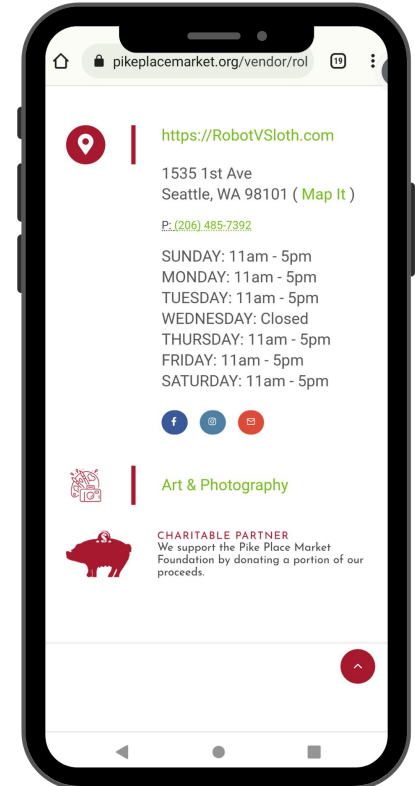 pikeplacemarket.org/vendor/rol
19
https://RobotVSloth.com
1535 1st Ave
Seattle, WA 98101 ( Map It )
P: (206) 485-7392
SUNDAY: 11am - 5pm
MONDAY: 11am - 5pm
TUESDAY: 11am - 5pm
WEDNESDAY: Closed
THURSDAY: 11am - 5pm
FRIDAY: 11am - 5pm
SATURDAY: 11am - 5pm
Art & Photography
CHARITABLE PARTNER
We support the Pike Place Market
Foundation by donating a portion of our
proceeds.